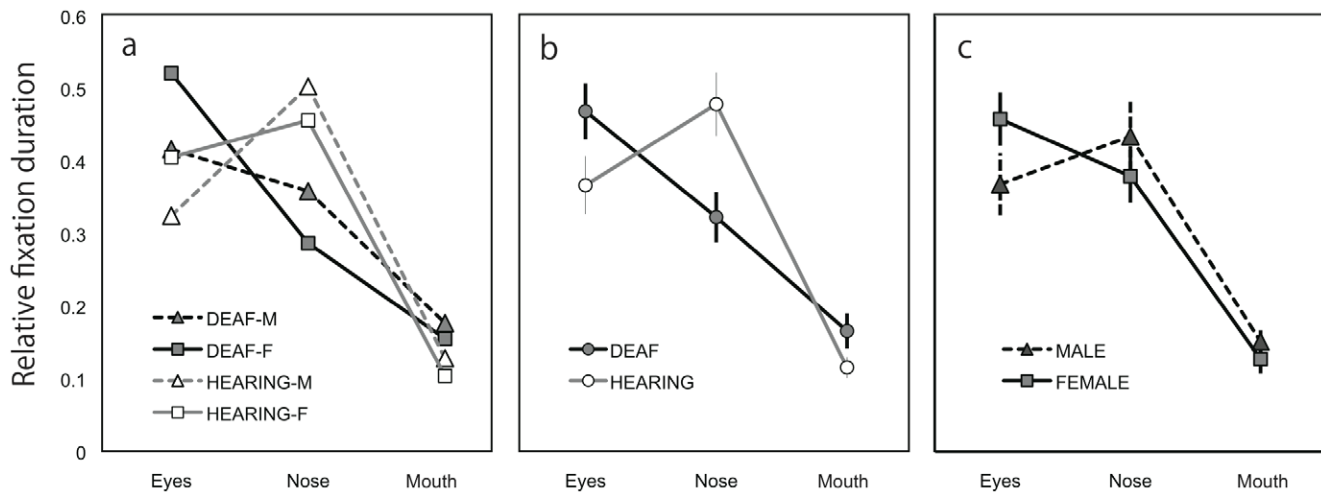 Relative fixation duration
0.6
0.5
0.4
0.3
0.2
0.1
0
a
DEAF-M
DEAF-F
HEARING-M
HEARING-F
Eyes Nose Mouth
b
DEAF
HEARING
Eyes Nose Mouth
c
MALE
FEMALE
Eyes Nose Mouth